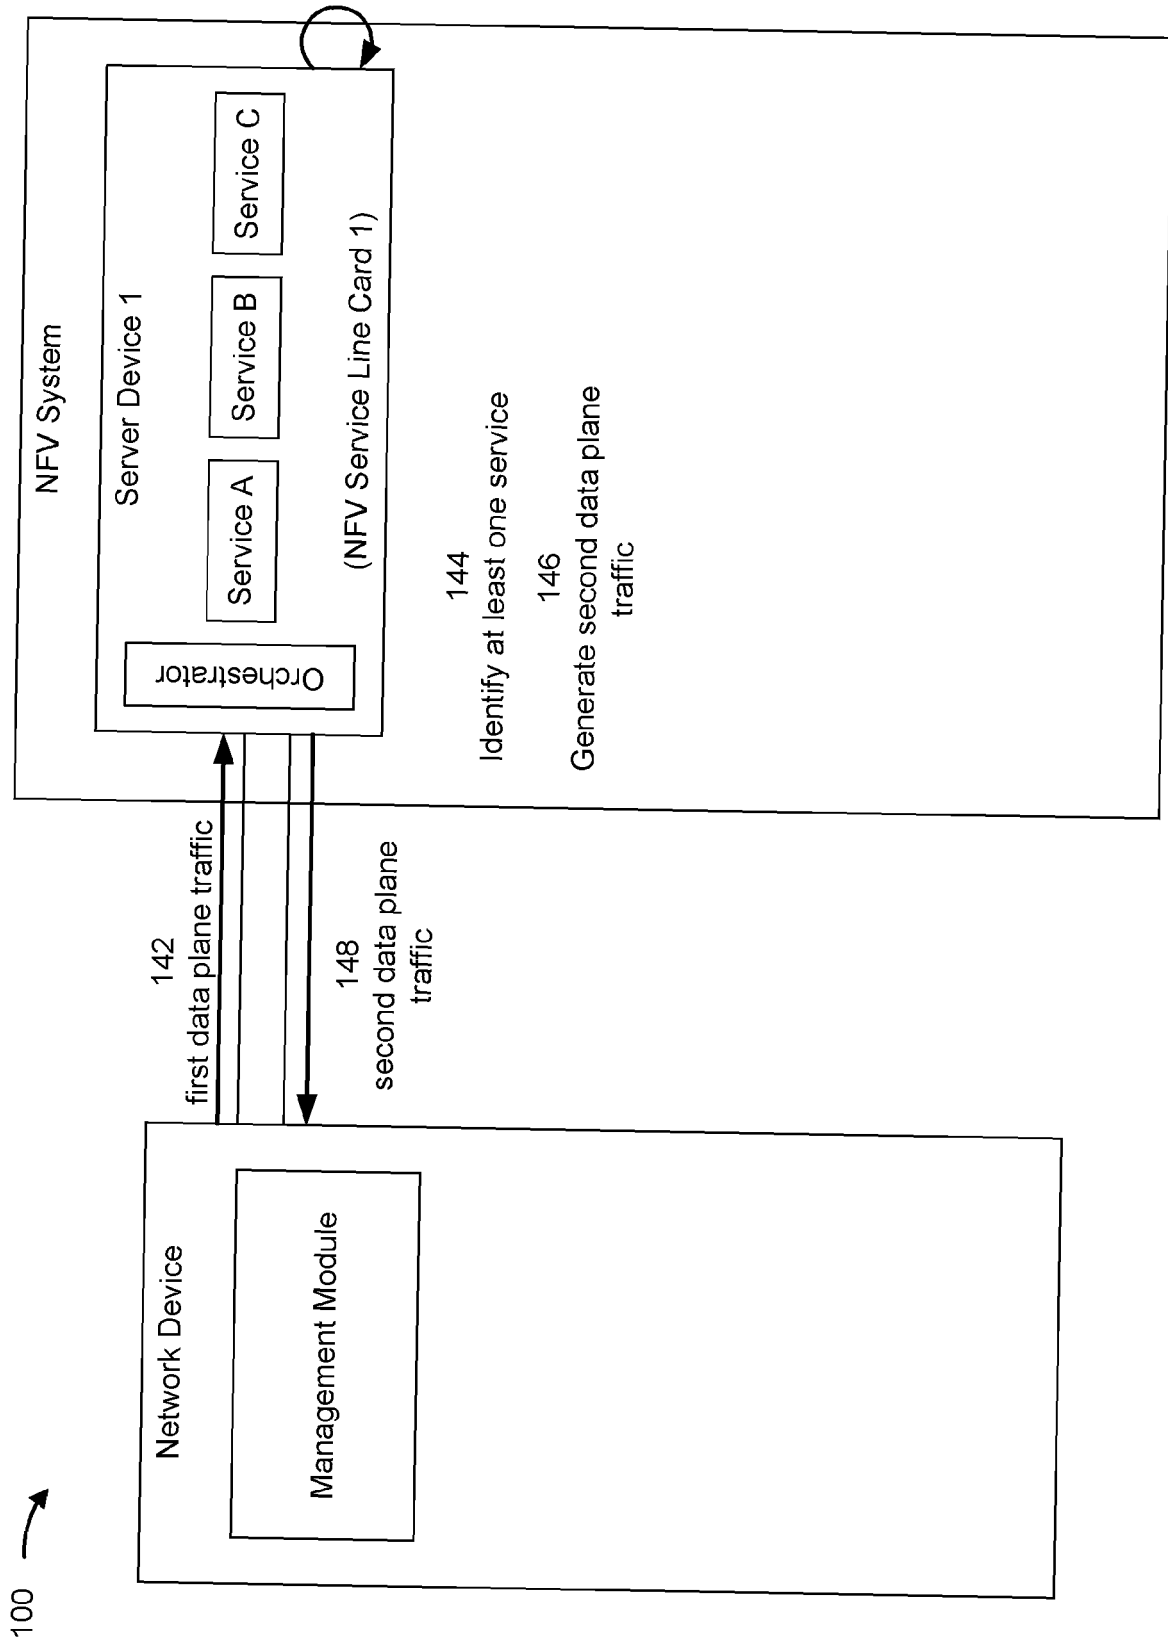 100
Network Device
Management Module
142
first data plane traffic
148
second data plane
traffic
NFV System
Server Device 1
Orchestrator
Service A
Service B
Service C
(NFV Service Line Card 1)
144
Identify at least one service
146
Generate second data plane
traffic